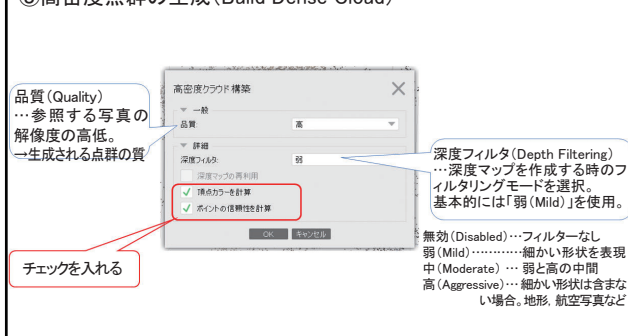 ⑤高密度点群の生成(Build Dense Cloud)
品質(Quality)
…参照する写真の
解像度の高低。
→生成される点群の質
高密度クラウド構築
一般
品質:
高
詳細
深度フィルタ:
弱
深度マップの再利用
頂点カラーを計算
ポイントの信頼性を計算
OK
キャンセル
チェックを入れる
深度フィルタ(Depth Filtering)
…深度マップを作成する時のフ
ィルタリングモードを選択。
基本的には「弱(Mild)」を使用。
無効(Disabled)…フィルターなし
弱(Mild)…………細かい形状を表現
中(Moderate) … 弱と高の中間
高(Aggressive)… 細かい形状は含まな
い場合。地形, 航空写真など